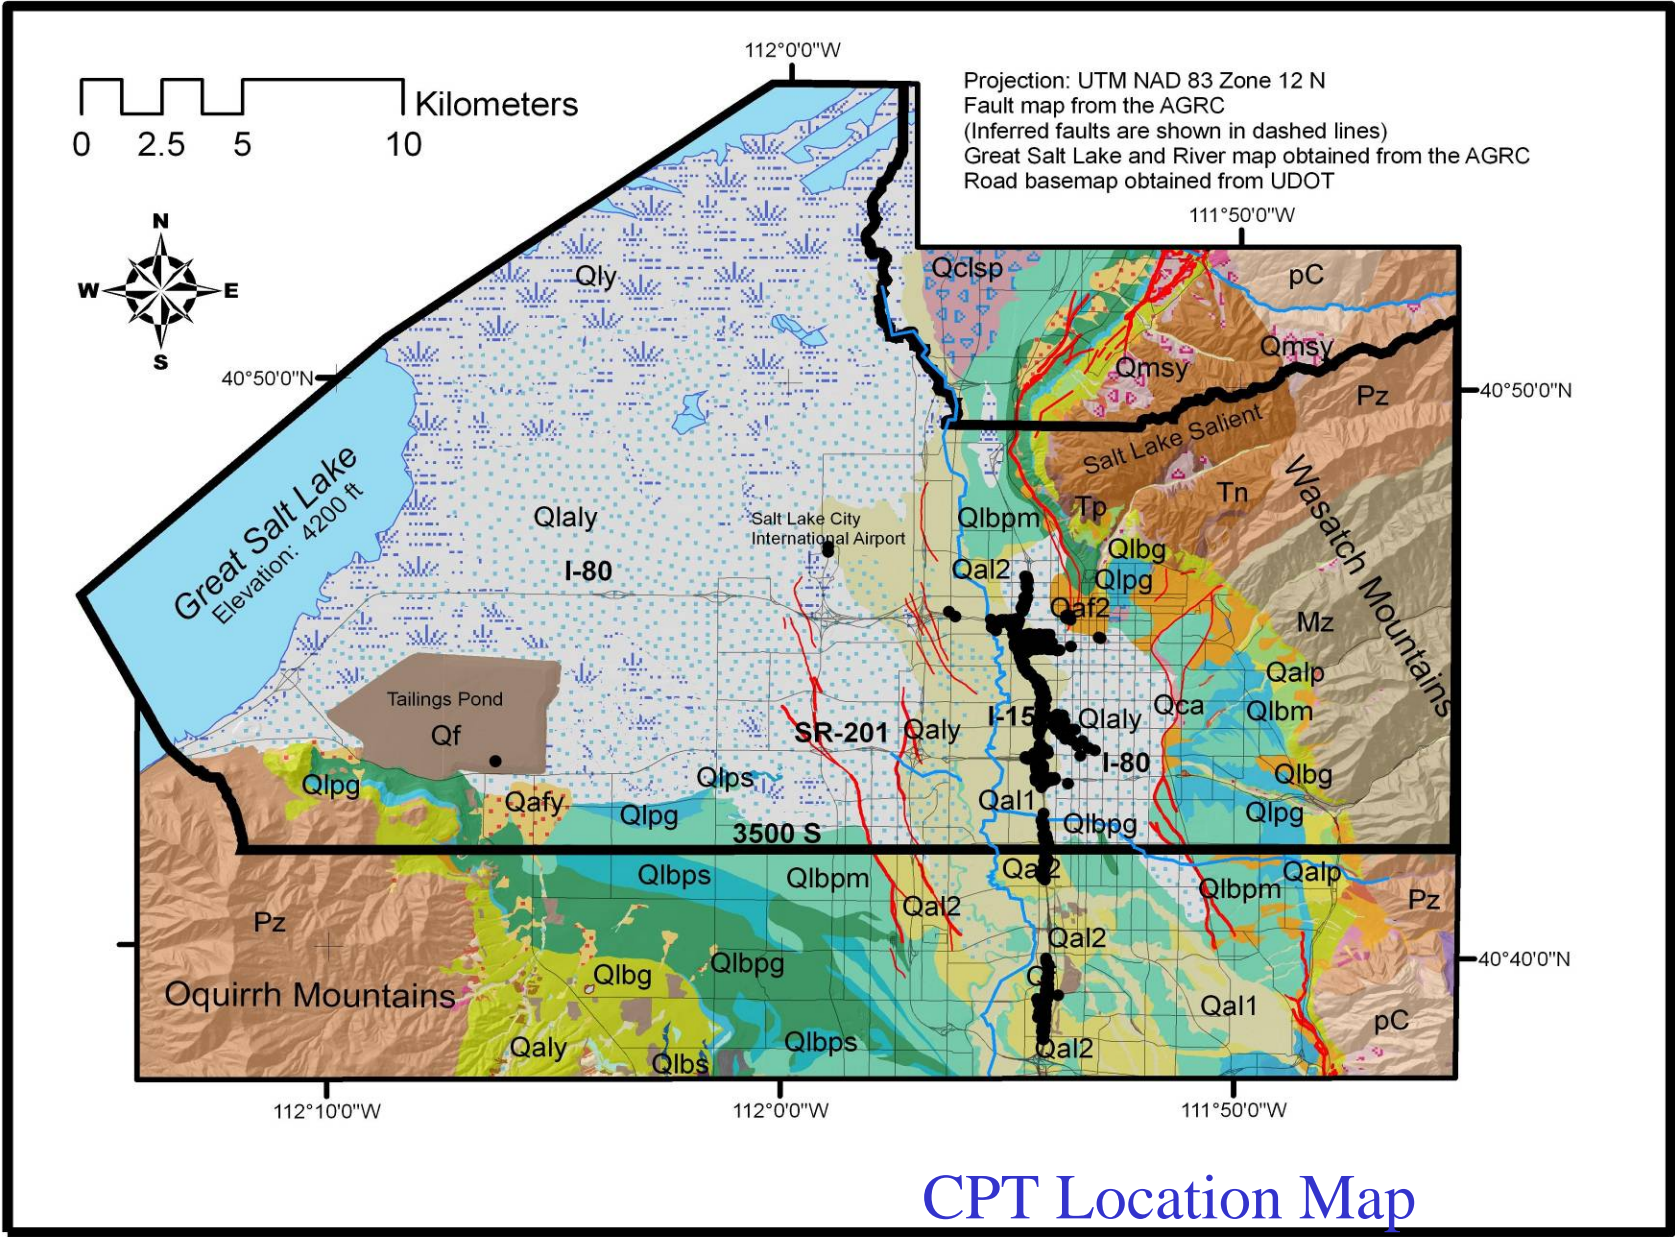 112°0'0"W
Kilometers
0 2.5 5 10
Projection: UTM NAD 83 Zone 12 N
Fault map from the AGRC
(Inferred faults are shown in dashed lines)
Great Salt Lake and River map obtained from the AGRC
Road basemap obtained from UDOT
111°50'0"W
N
W E
S
Qly
Qclsp
pC
Qmsy
Qmsy
40°50'0"N
40°50'0"N
Pz
Salt Lake Salient
Great Salt Lake
Elevation: 4200 ft
Wasatch Mountains
Tn
Tp
Qlaly
Salt Lake City
International Airport
Qlbpm
Qlbg
I-80
Qal2
Qlpg
Qaf2
Mz
Qalp
Tailings Pond
Qf
SR-201
Qaly
I-15
Qlaly
Qca
Qlbm
I-80
Qlbg
Qlpg
Qlps
Qafy
Qlpg
Qal1
Qlpg
3500 S
Qlbpg
Qlbps
Qlbpm
Qal2
Qlbpm
Qalp
Pz
Pz
Qal2
Qal2
Qlbg
Qlbpg
40°40'0"N
Oquirrh Mountains
Qal1
pC
Qaly
Qlbs
Qlbps
Qal2
112°10'0"W
112°0'0"W
111°50'0"W
CPT Location Map